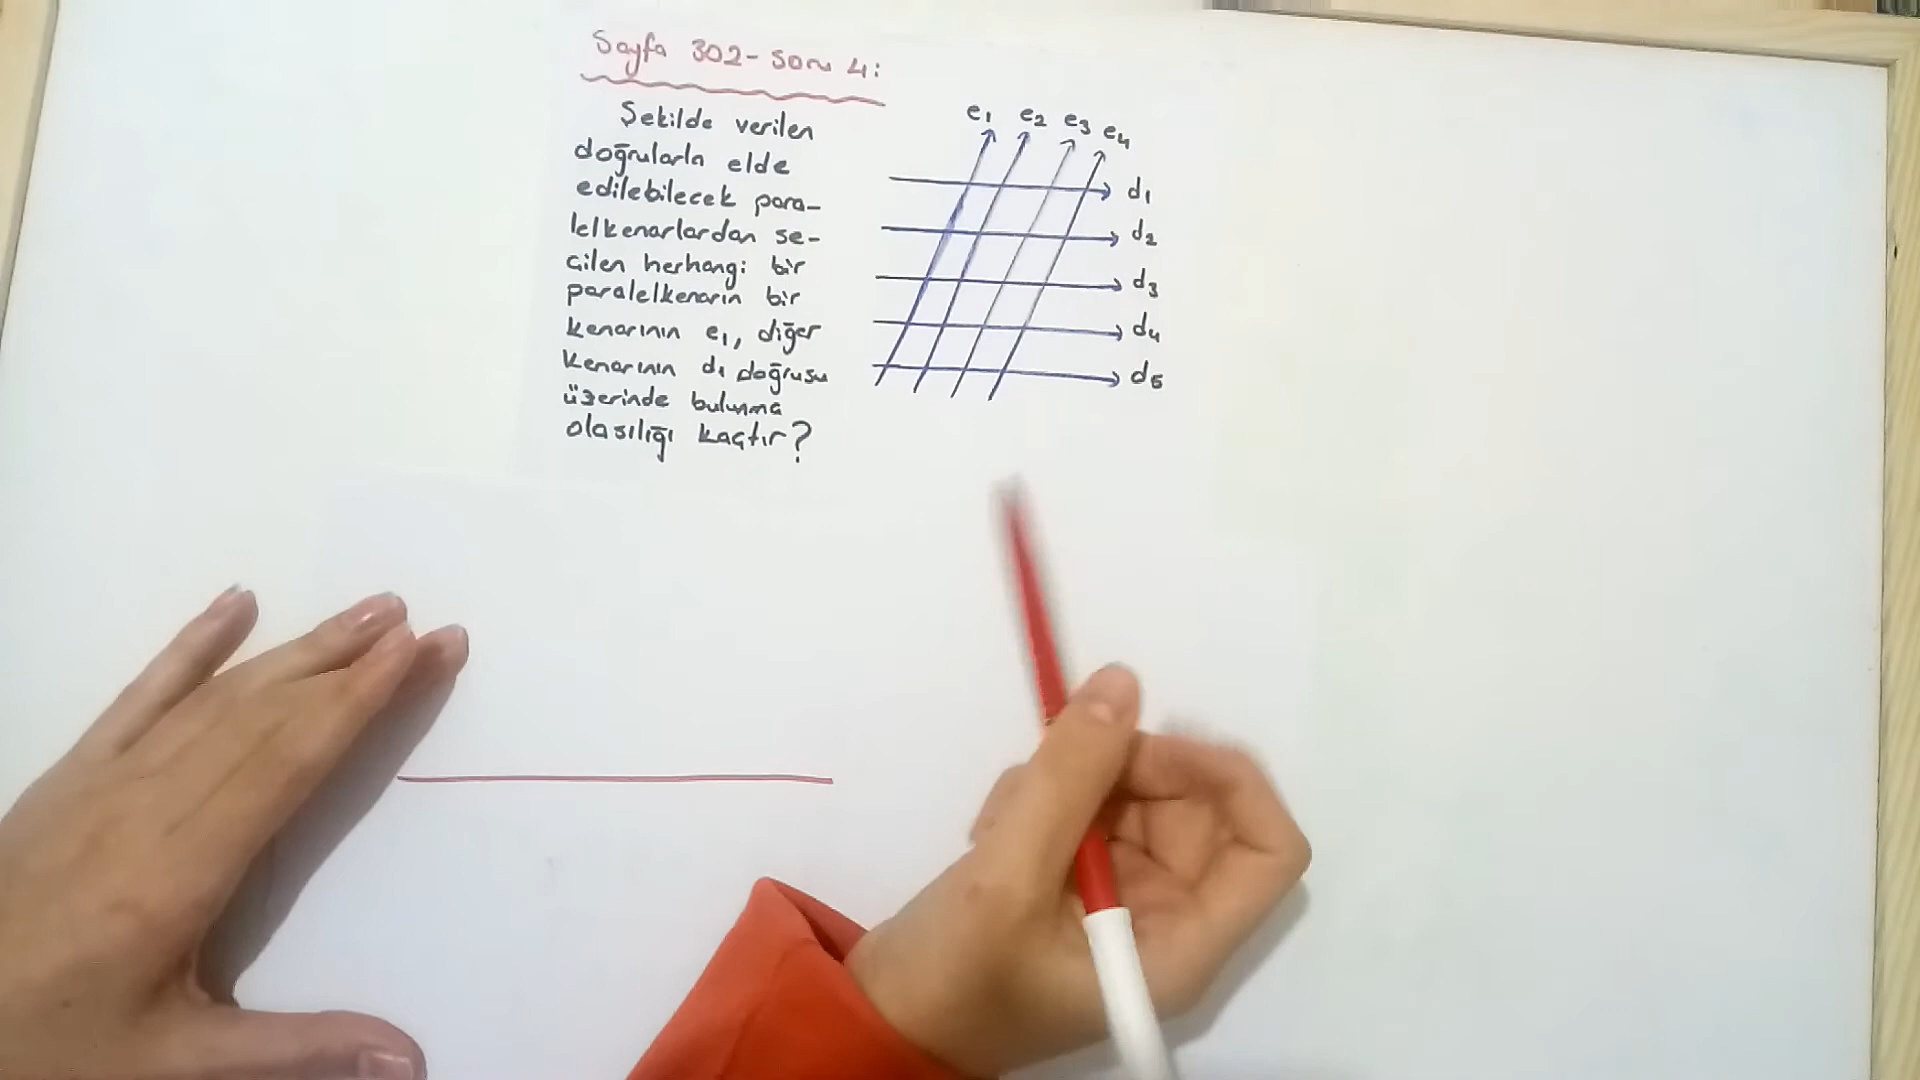 Sayfa 302- Soru 4:
Şekilde verilen
doğrularla elde
edilebilecek para-
lelkenarlardan se-
çilen herhangi bir
paralelkenarın bir
kenarının e1, diğer
kenarının d1 doğrusu
üzerinde bulunma
olasılığı kaçtır?
e1 e2 e3 e4
d1
d2
d3
d4
d5